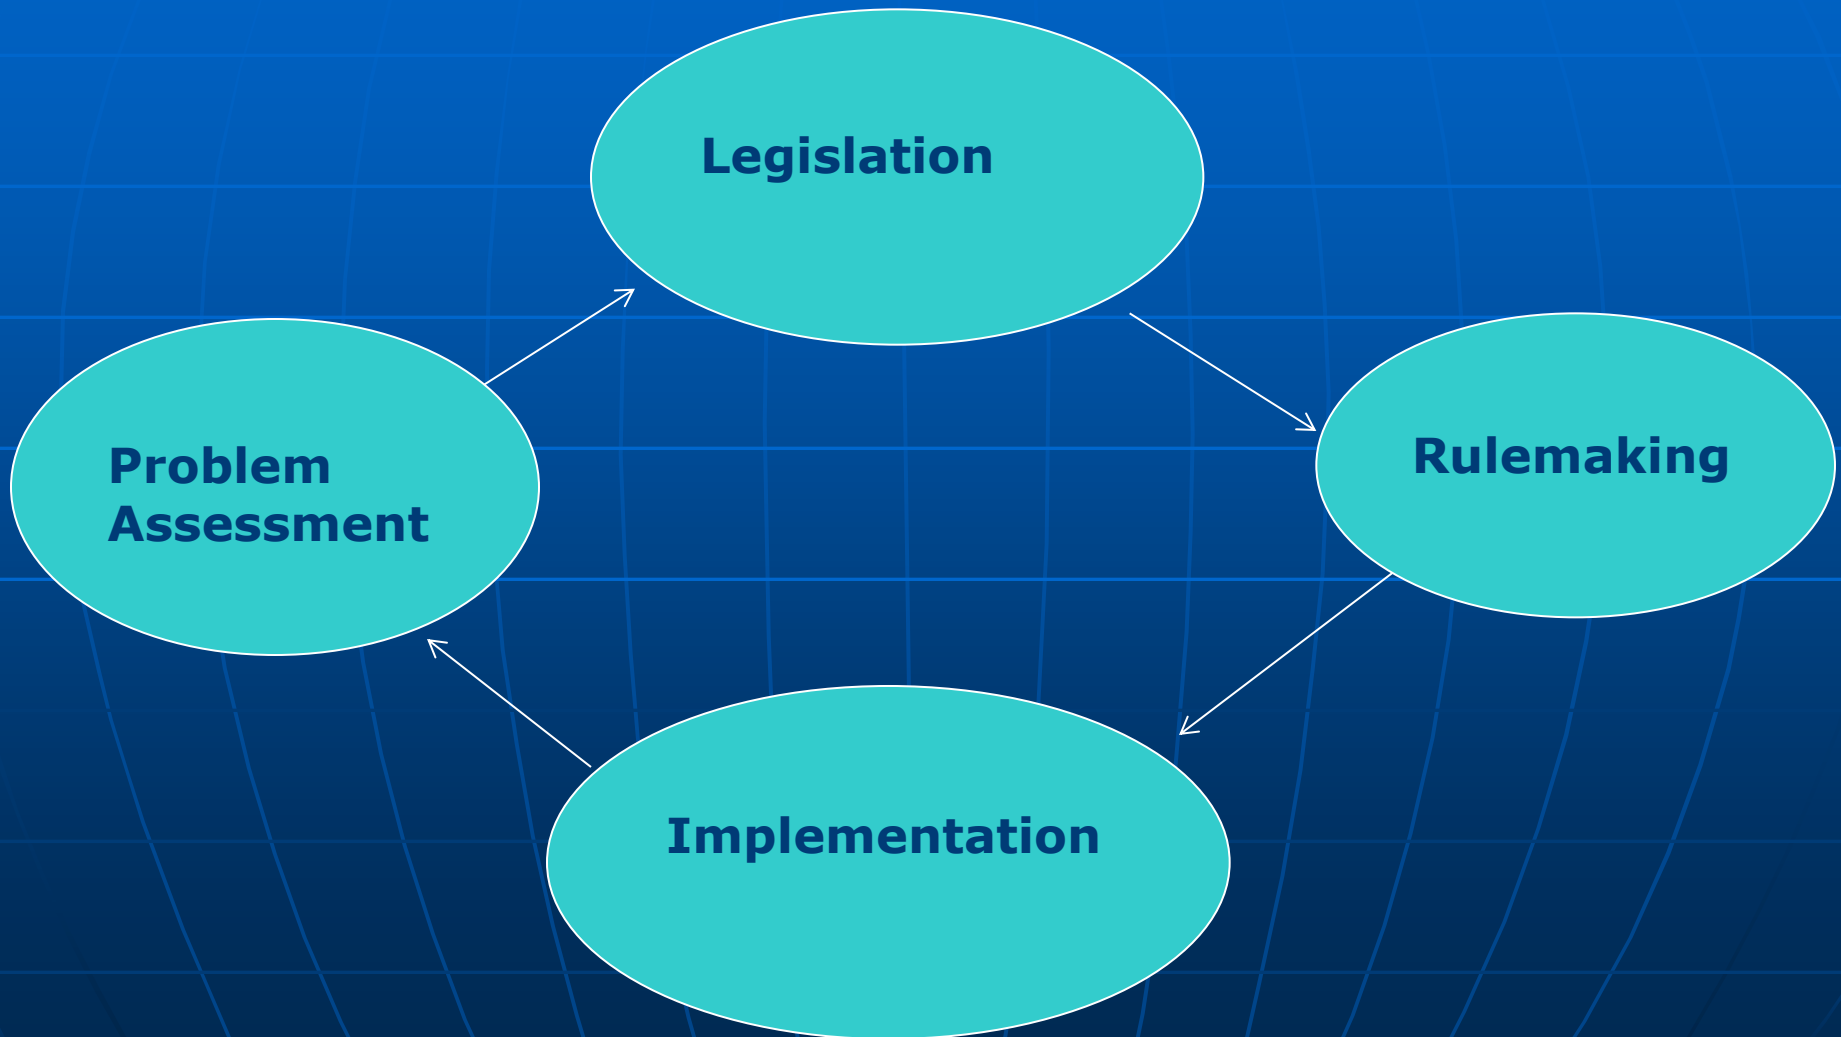 Legislation
Problem
Assessment
Rulemaking
Implementation